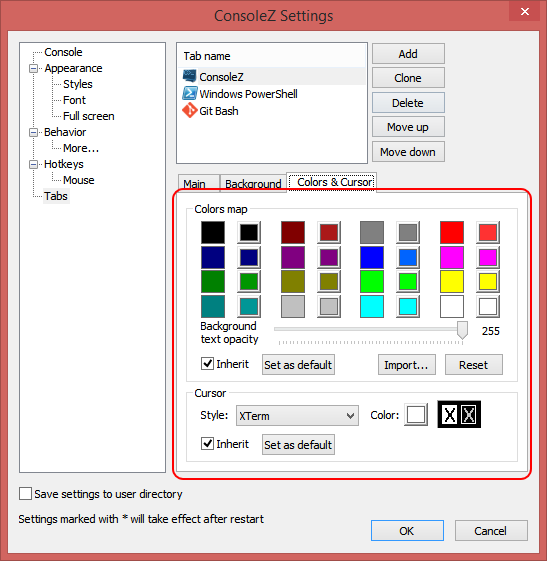 ConsoleZ Settings
Console
Appearance
Styles
Font
Full screen
Behavior
More...
Hotkeys
Mouse
Tabs
Tab name
ConsoleZ
Windows PowerShell
Git Bash
Add
Clone
Delete
Move up
Move down
Main Background Colors & Cursor
Colors map
Background
text opacity
255
Inherit Set as default Import... Reset
Cursor
Style: XTerm Color: X X
Inherit Set as default
Save settings to user directory
Settings marked with * will take effect after restart
OK Cancel